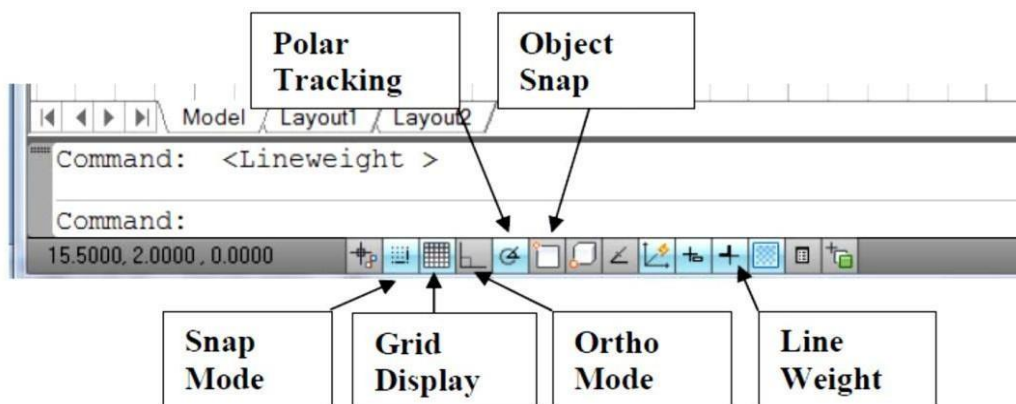 Polar
Tracking
Object
Snap
Model
Layout1
Layout2
Command: <Lineweight >
Command:
15.5000, 2.0000 , 0.0000
Snap
Mode
Grid
Display
Ortho
Mode
Line
Weight